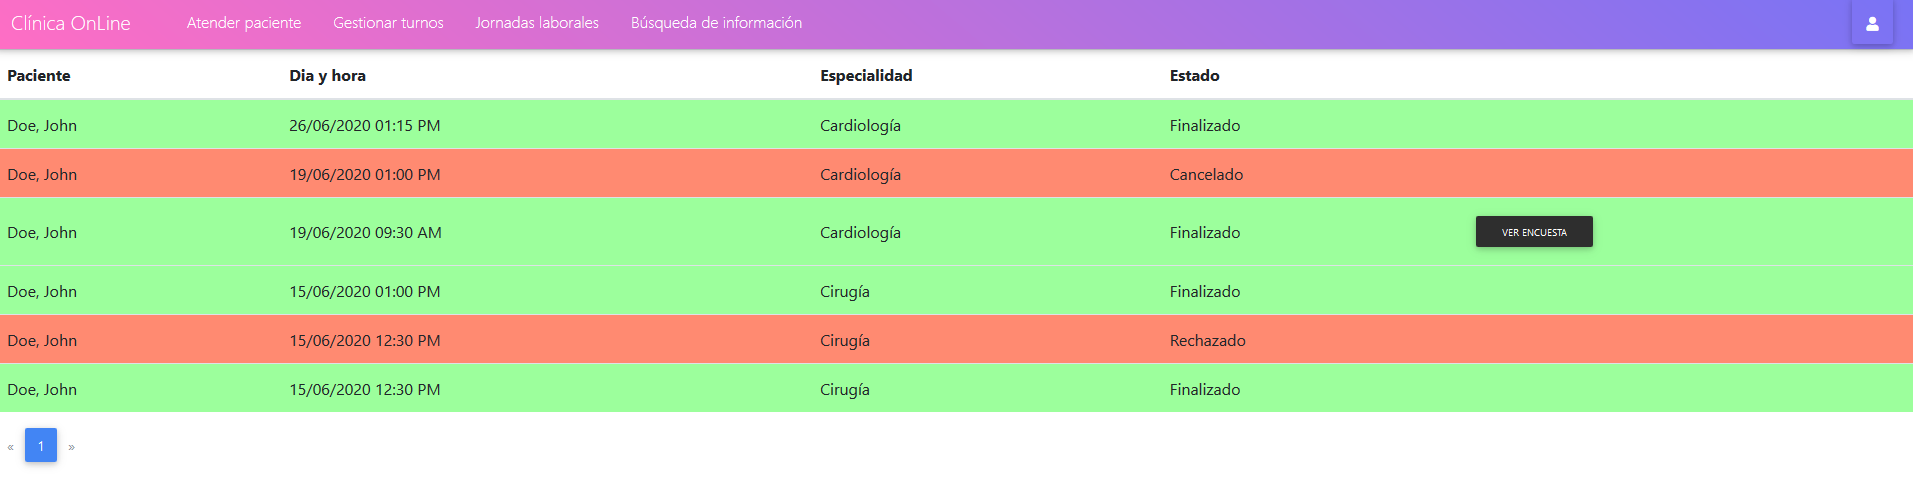 Clínica OnLine Atender paciente Gestionar turnos Jornadas laborales Búsqueda de información
Paciente Dia y hora Especialidad Estado
Doe, John 26/06/2020 01:15 PM Cardiología Finalizado
Doe, John 19/06/2020 01:00 PM Cardiología Cancelado
Doe, John 19/06/2020 09:30 AM Cardiología Finalizado VER ENCUESTA
Doe, John 15/06/2020 01:00 PM Cirugía Finalizado
Doe, John 15/06/2020 12:30 PM Cirugía Rechazado
Doe, John 15/06/2020 12:30 PM Cirugía Finalizado
« 1 »